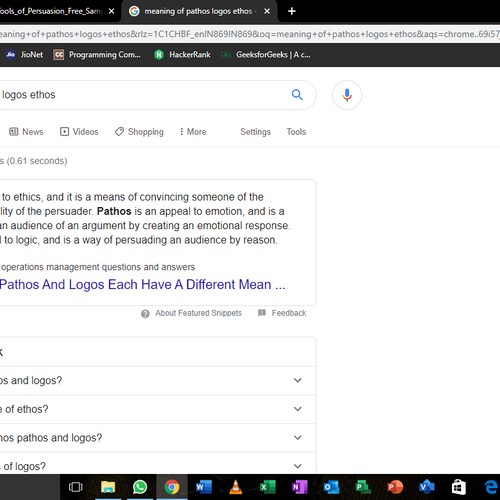 ools_of_Persuasion_Free_Sam
meaning of pathos logos ethos -
eaning+of+pathos+logos+ethos&rlz=1C1CHBF_enIN869IN869&oq=meaning+of+pathos+logos+ethos&aqs=chrome..69i57
Jio JioNet CC Programming Com... H HackerRank GeeksforGeeks | A c...
logos ethos
News Videos Shopping More Settings Tools
s (0.61 seconds)
to ethics, and it is a means of convincing someone of the
lity of the persuader. Pathos is an appeal to emotion, and is a
an audience of an argument by creating an emotional response.
l to logic, and is a way of persuading an audience by reason.
operations management questions and answers
Pathos And Logos Each Have A Different Mean ...
About Featured Snippets Feedback
k
os and logos?
e of ethos?
hos pathos and logos?
s of logos?